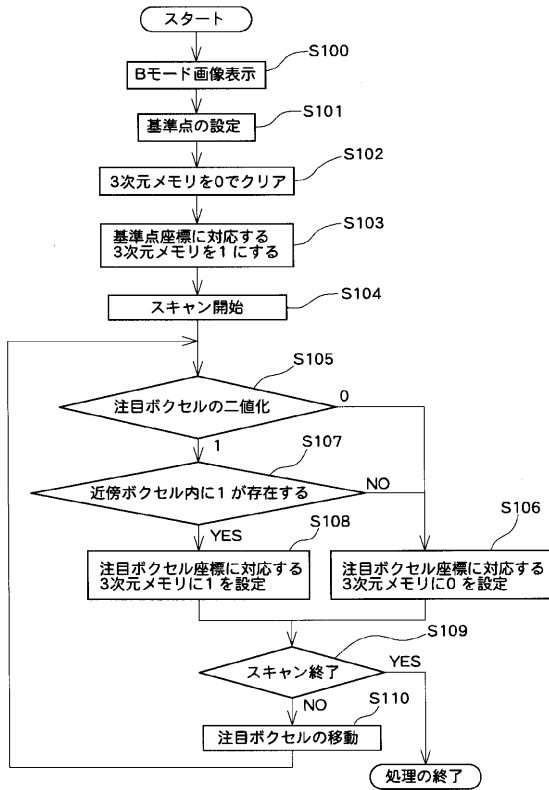 スタート
S100
Bモード画像表示
S101
基準点の設定
S102
3次元メモリを0でクリア
S103
基準点座標に対応する
3次元メモリを1にする
S104
スキャン開始
S105
注目ボクセルの二値化
0
1
S107
近傍ボクセル内に1が存在する
NO
YES
S108
注目ボクセル座標に対応する
3次元メモリに1を設定
S106
注目ボクセル座標に対応する
3次元メモリに0を設定
S109
スキャン終了
YES
NO
S110
注目ボクセルの移動
処理の終了